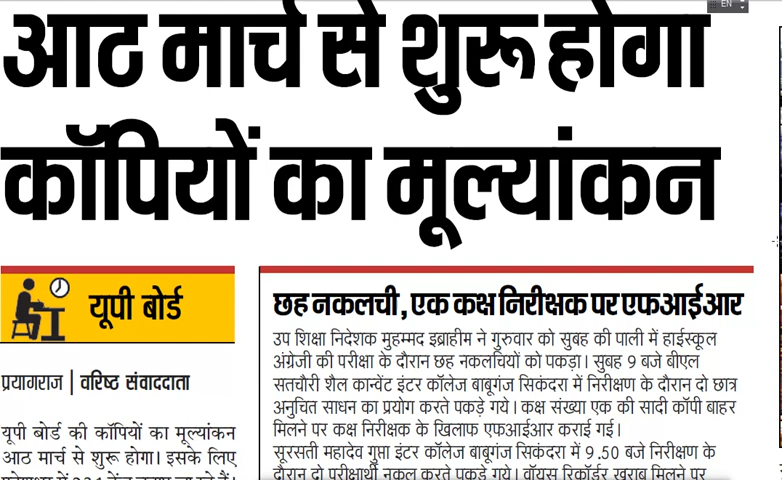 EN
आठ मार्च से शुरू होगा
कॉपियों का मूल्यांकन
यूपी बोर्ड
प्रयागराज | वरिष्ठ संवाददाता
यूपी बोर्ड की कॉपियों का मूल्यांकन
आठ मार्च से शुरू होगा। इसके लिए
छह नकलची, एक कक्ष निरीक्षक पर एफआईआर
उप शिक्षा निदेशक मुहम्मद इब्राहीम ने गुरुवार को सुबह की पाली में हाईस्कूल
अंग्रेजी की परीक्षा के दौरान छह नकलचियों को पकड़ा। सुबह 9 बजे बीएल
सतचौरी शैल कान्वेंट इंटर कॉलेज बाबूगंज सिकंदरा में निरीक्षण के दौरान दो छात्र
अनुचित साधन का प्रयोग करते पकड़े गये। कक्ष संख्या एक की सादी कॉपी बाहर
मिलने पर कक्ष निरीक्षक के खिलाफ एफआईआर कराई गई।
सूरसती महादेव गुप्ता इंटर कॉलेज बाबूगंज सिकंदरा में 9.50 बजे निरीक्षण के
दौरान दो परीक्षार्थी नकल करते पकड़े गये। वॉयस रिकॉर्डर खराब मिलने पर